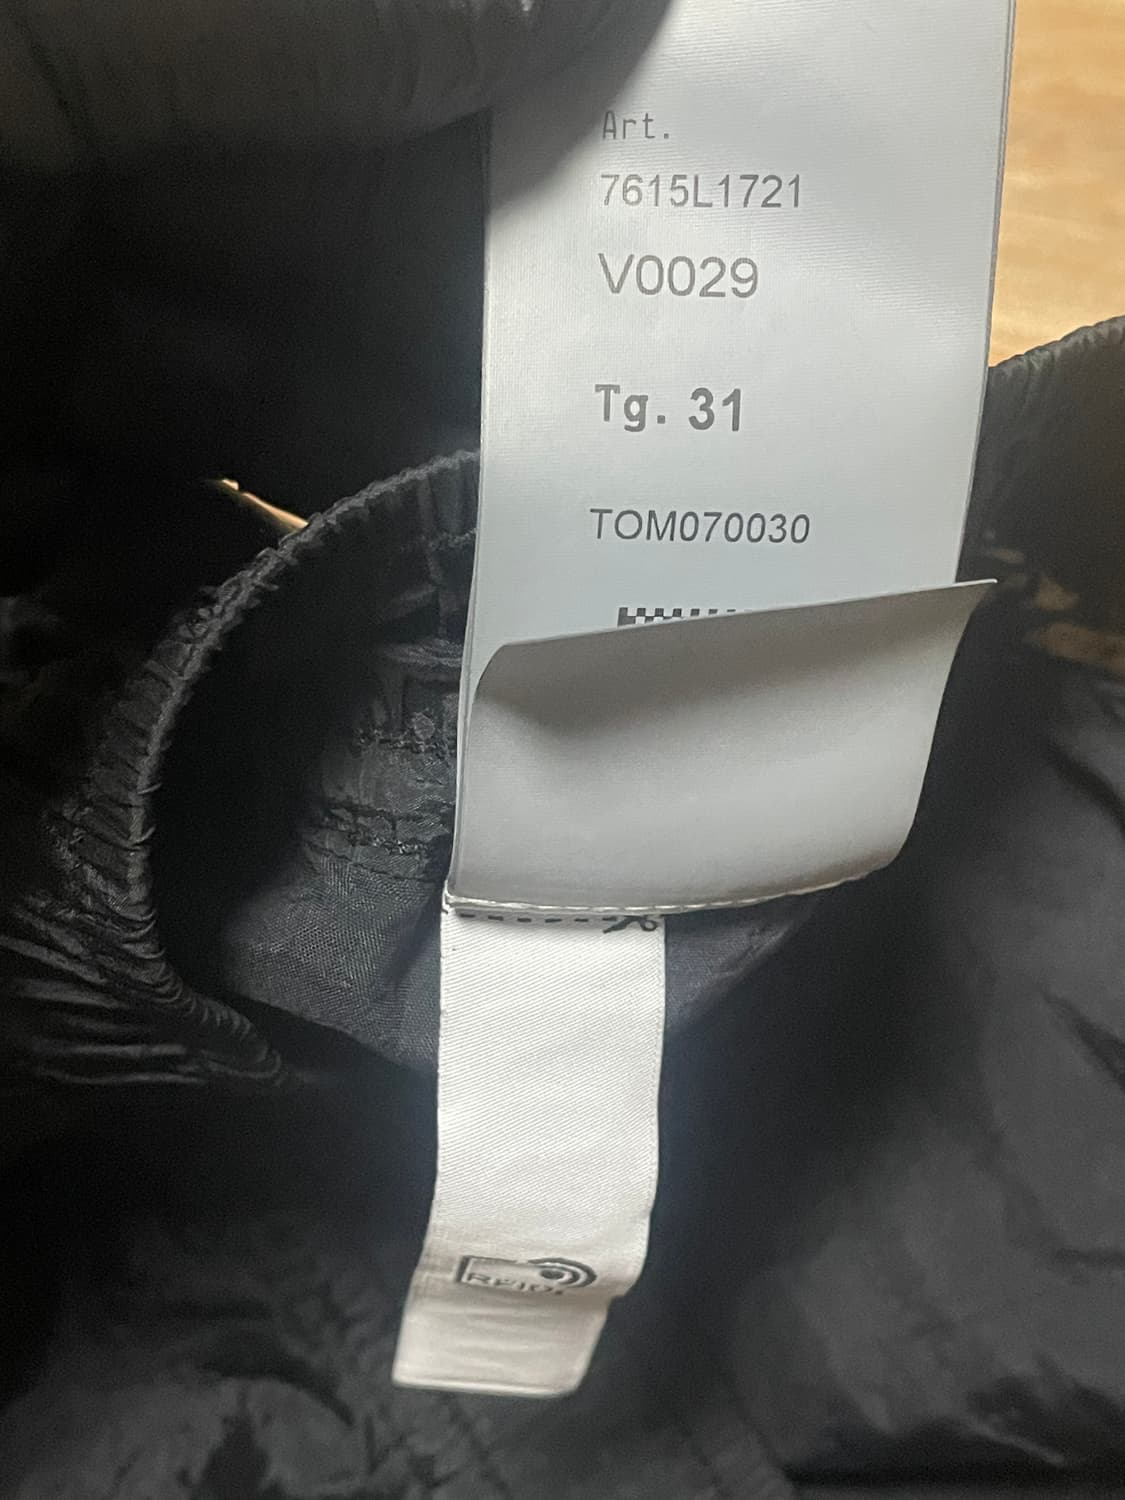 Art.
7615L1721
V0029
Tg. 31
TOM070030
RFID